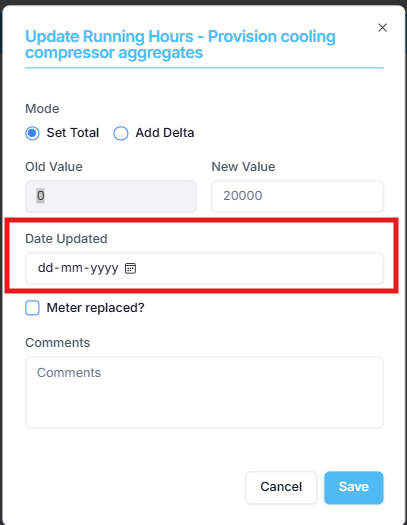 Update Running Hours - Provision cooling
compressor aggregates
Mode
Set Total Add Delta
Old Value New Value
0 20000
Date Updated
dd-mm-yyyy
Meter replaced?
Comments
Comments
Cancel Save